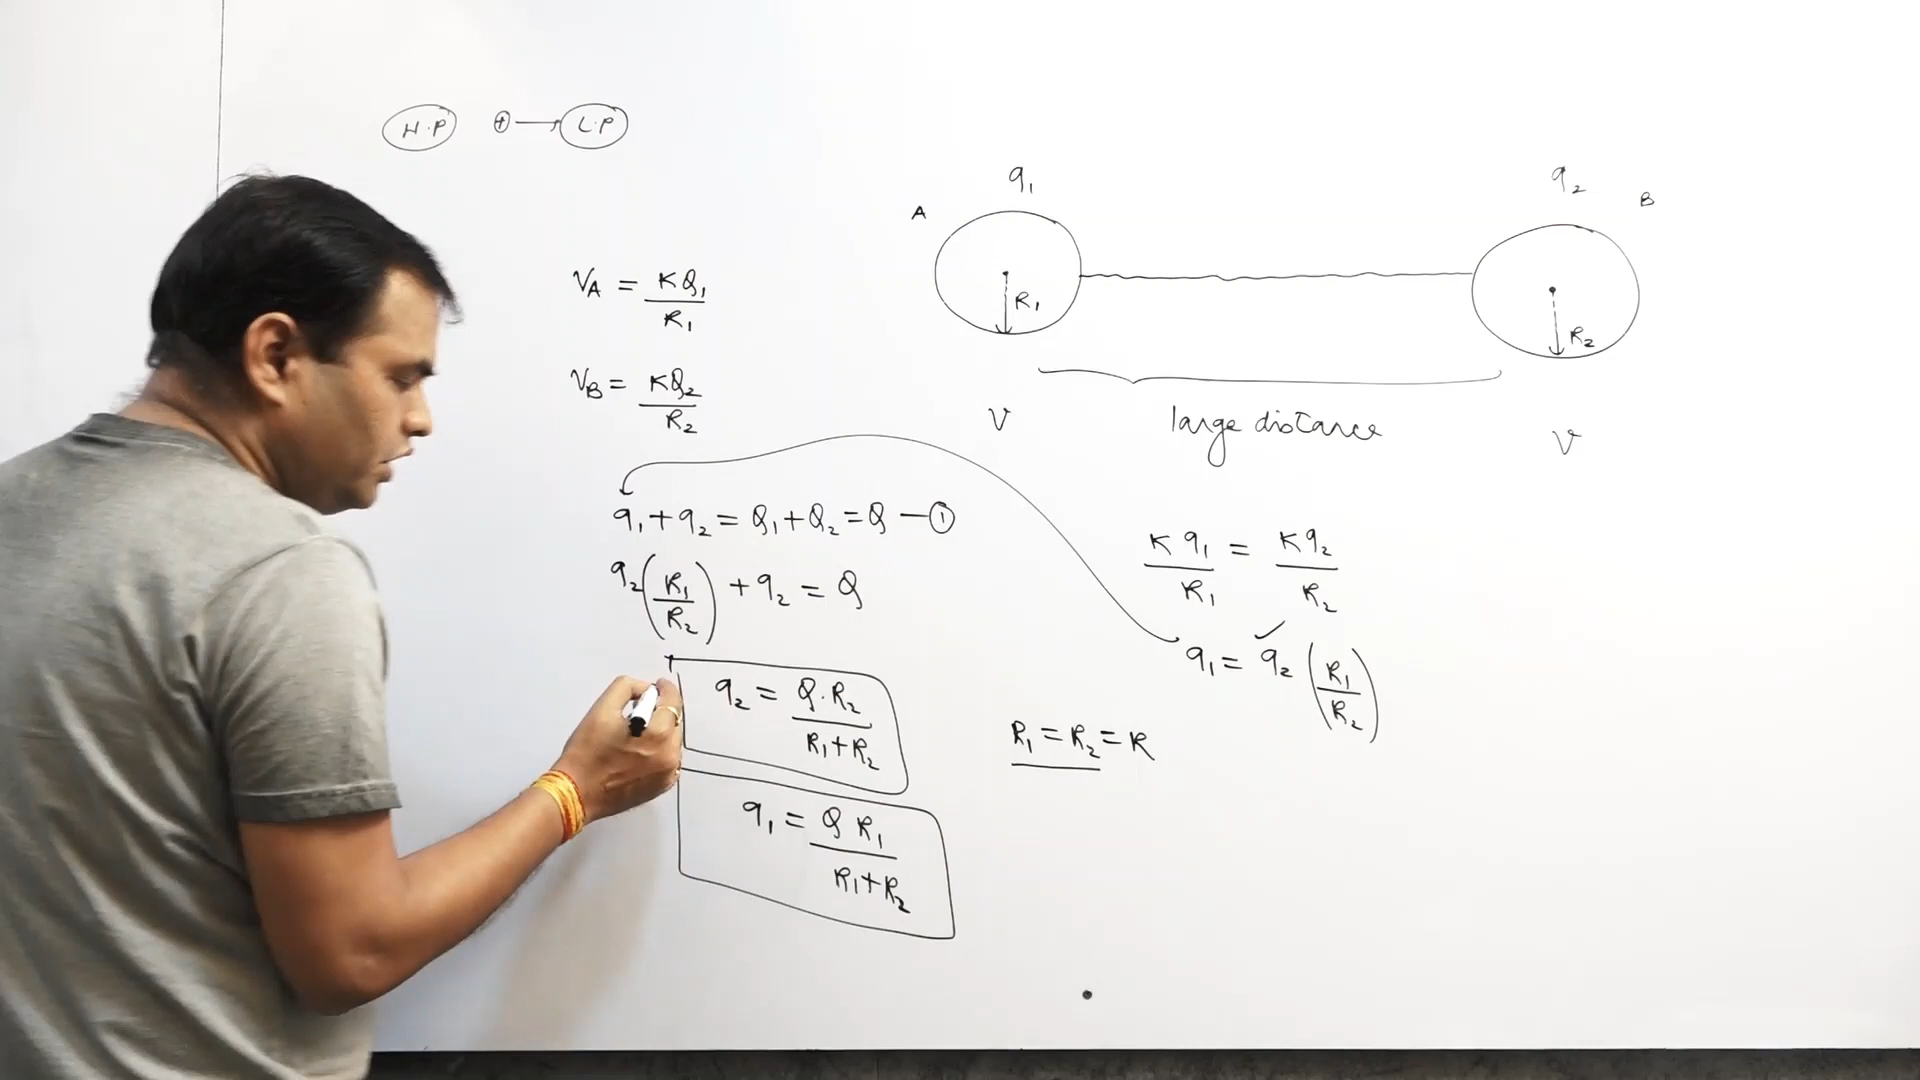 H.P ⊕ → L.P
q₁
q₂
A
B
R₁
R₂
V_A = KQ₁/R₁
V_B = KQ₂/R₂
V
large distance
V
q₁ + q₂ = Q₁ + Q₂ = Q — ①
q₂(R₁/R₂) + q₂ = Q
q₂ = Q·R₂/(R₁+R₂)
q₁ = Q R₁/(R₁+R₂)
K q₁/R₁ = K q₂/R₂
q₁ = q₂ (R₁/R₂)
R₁ = R₂ = R